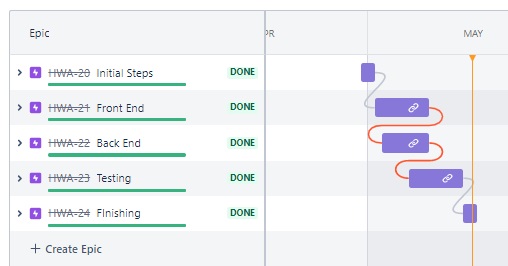 Epic
PR
MAY
HWA-20 Initial Steps DONE
HWA-21 Front End DONE
HWA-22 Back End DONE
HWA-23 Testing DONE
HWA-24 FInishing DONE
+ Create Epic